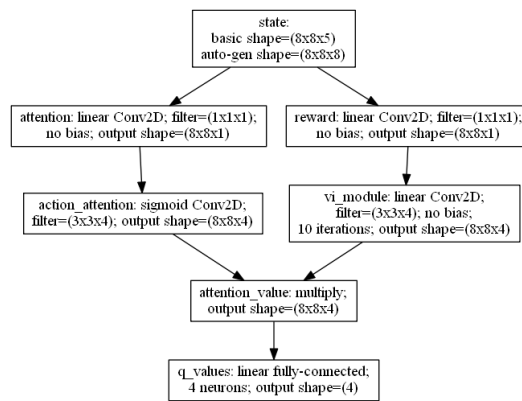 state:
basic shape=(8x8x5)
auto-gen shape=(8x8x8)
attention: linear Conv2D; filter=(1x1x1);
no bias; output shape=(8x8x1)
reward: linear Conv2D; filter=(1x1x1);
no bias; output shape=(8x8x1)
action_attention: sigmoid Conv2D;
filter=(3x3x4); output shape=(8x8x4)
vi_module: linear Conv2D;
filter=(3x3x4); no bias;
10 iterations; output shape=(8x8x4)
attention_value: multiply;
output shape=(8x8x4)
q_values: linear fully-connected;
4 neurons; output shape=(4)